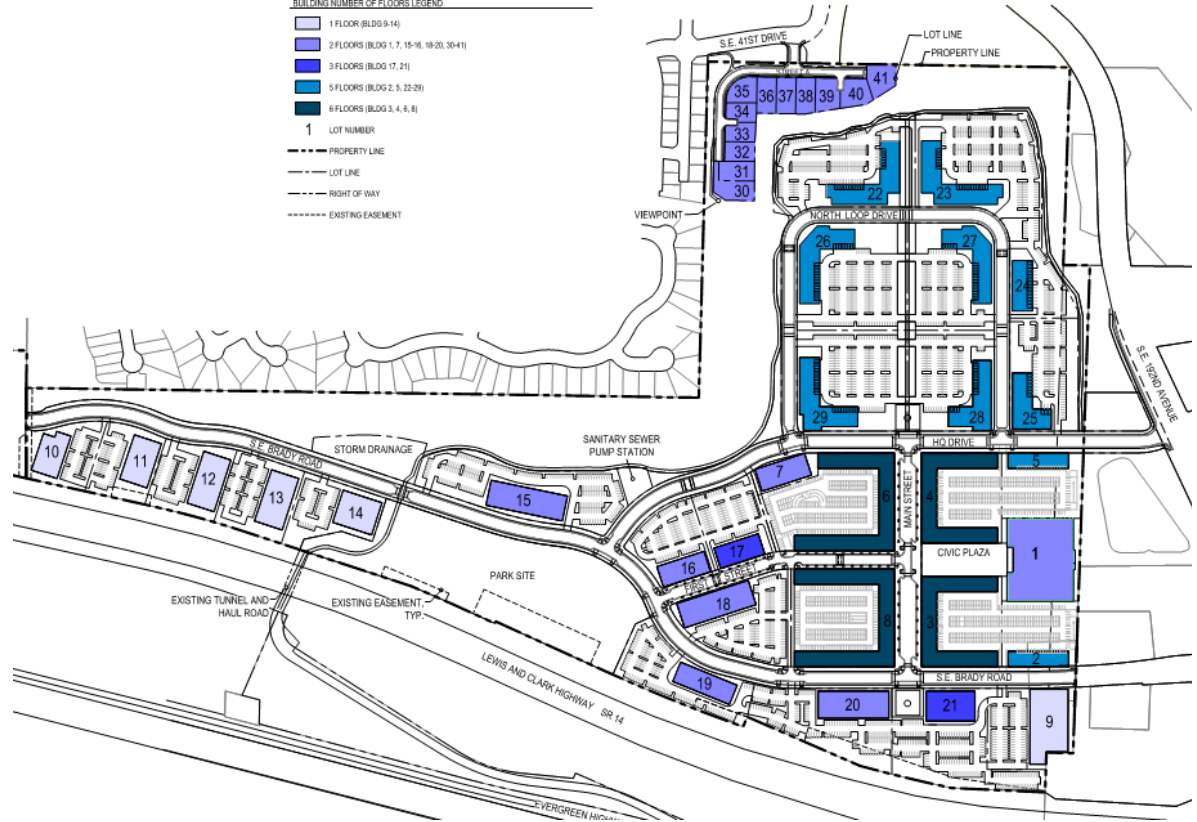 BUILDING NUMBER OF FLOORS LEGEND
1 FLOOR (BLDG 9-14)
2 FLOORS (BLDG 1, 7, 15-16, 18-20, 30-41)
3 FLOORS (BLDG 17, 21)
5 FLOORS (BLDG 2, 5, 22-29)
6 FLOORS (BLDG 3, 4, 6, 8)
1 LOT NUMBER
PROPERTY LINE
LOT LINE
RIGHT OF WAY
EXISTING EASEMENT
S.E. 41ST DRIVE
LOT LINE
PROPERTY LINE
STREET A
41
35
36
37
38
39
40
34
33
32
31
30
VIEWPOINT
22
23
NORTH LOOP DRIVE
26
27
24
S.E. 192ND AVENUE
29
28
25
HQ DRIVE
10
11
12
13
14
S.E. BRADY ROAD
STORM DRAINAGE
SANITARY SEWER
PUMP STATION
15
7
6
MAIN STREET
4
5
16
17
FIRST STREET
18
CIVIC PLAZA
1
8
3
2
PARK SITE
EXISTING TUNNEL AND
HAUL ROAD
EXISTING EASEMENT,
TYP.
LEWIS AND CLARK HIGHWAY SR 14
19
S.E. BRADY ROAD
20
21
9
EVERGREEN HIGHW